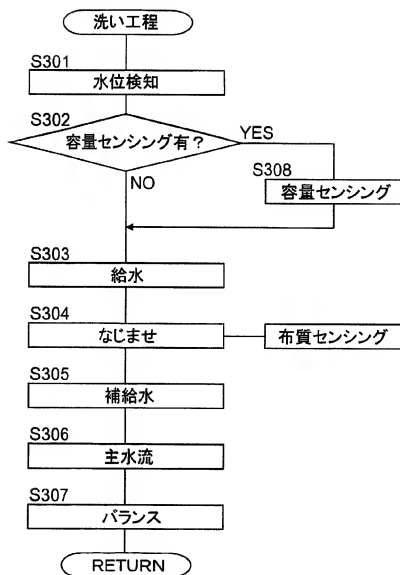 洗い工程
S301
水位検知
S302
容量センシング有?
YES
NO
S308
容量センシング
S303
給水
S304
なじませ
布質センシング
S305
補給水
S306
主水流
S307
バランス
RETURN